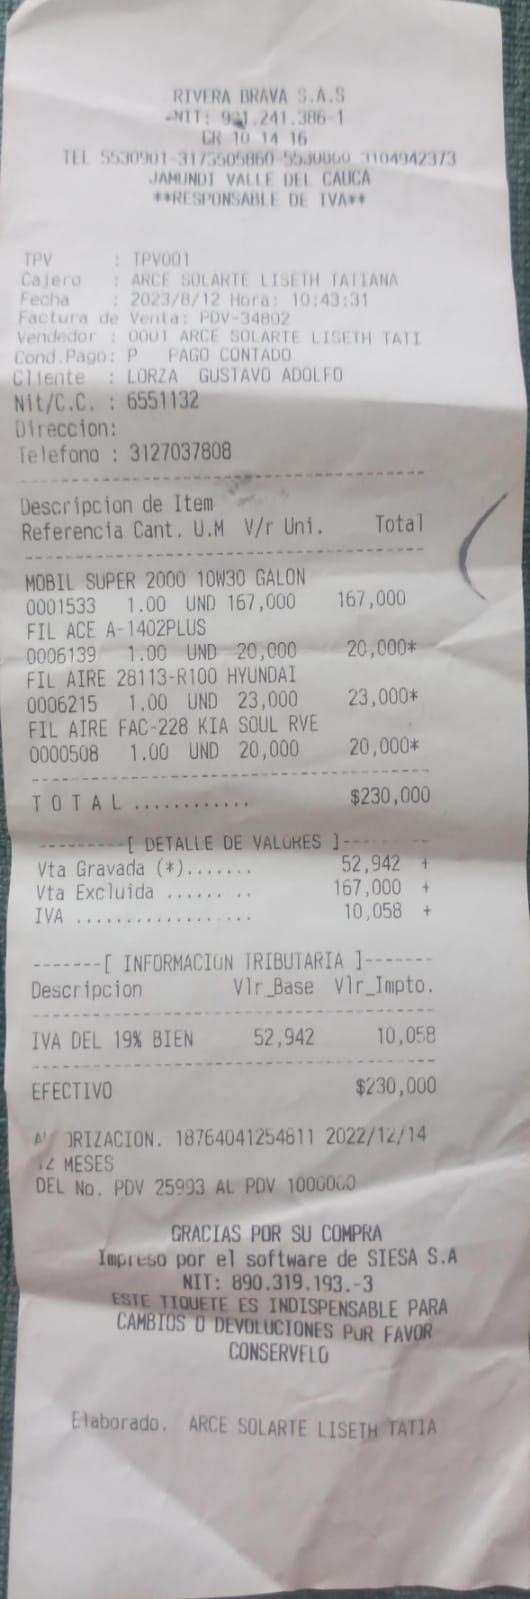 RIVERA BRAVA S.A.S
NIT: 901.241.386-1
CR 10 14 16
TEL 5530901-3173505860-5530860 3104942373
JAMUNDI VALLE DEL CAUCA
**RESPONSABLE DE IVA**
TPV : TPV001
Cajero : ARCE SOLARTE LISETH TATIANA
Fecha : 2023/8/12 Hora: 10:43:31
Factura de Venta: PDV-34802
Vendedor : 0001 ARCE SOLARTE LISETH TATI
Cond.Pago: P PAGO CONTADO
Cliente : LORZA GUSTAVO ADOLFO
Nit/C.C. : 6551132
Direccion:
Telefono : 3127037808
Descripcion de Item
Referencia Cant. U.M V/r Uni. Total
MOBIL SUPER 2000 10W30 GALON
0001533 1.00 UND 167,000 167,000
FIL ACE A-1402PLUS
0006139 1.00 UND 20,000 20,000*
FIL AIRE 28113-R100 HYUNDAI
0006215 1.00 UND 23,000 23,000*
FIL AIRE FAC-228 KIA SOUL RVE
0000508 1.00 UND 20,000 20,000*
T O T A L ............ $230,000
---------[ DETALLE DE VALORES ]---------
Vta Gravada (*)....... 52,942 +
Vta Excluida ...... .. 167,000 +
IVA .................. 10,058 +
-------[ INFORMACION TRIBUTARIA ]-------
Descripcion Vlr_Base Vlr_Impto.
IVA DEL 19% BIEN 52,942 10,058
EFECTIVO $230,000
ORIZACION. 18764041254811 2022/12/14
12 MESES
DEL No. PDV 25993 AL PDV 1000000
GRACIAS POR SU COMPRA
Impreso por el software de SIESA S.A
NIT: 890.319.193.-3
ESTE TIQUETE ES INDISPENSABLE PARA
CAMBIOS O DEVOLUCIONES POR FAVOR
CONSERVELO
Elaborado. ARCE SOLARTE LISETH TATIA